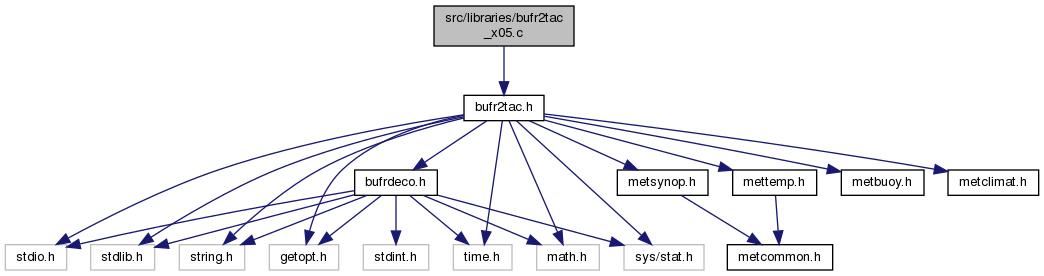 src/libraries/bufr2tac
_x05.c
bufr2tac.h
bufrdeco.h
metsynop.h
mettemp.h
metbuoy.h
metclimat.h
stdio.h
stdlib.h
string.h
getopt.h
stdint.h
time.h
math.h
sys/stat.h
metcommon.h